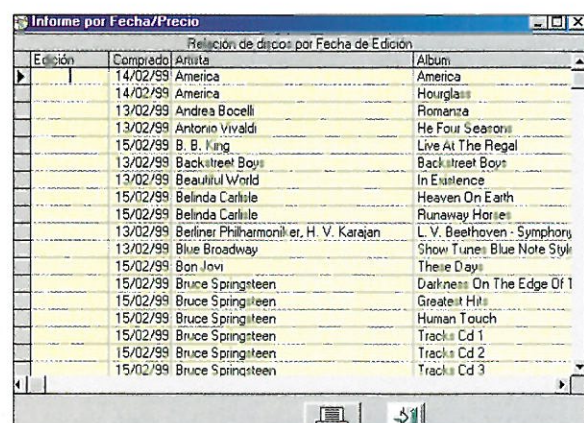 Informe por Fecha/Precio
Relación de discos por Fecha de Edición
Edición Comprado Artista Album
14/02/99 America America
14/02/99 America Hourglass
13/02/99 Andrea Bocelli Romanza
13/02/99 Antonio Vivaldi He Four Seasons
15/02/99 B. B. King Live At The Regal
13/02/99 Backstreet Boys Backstreet Boys
13/02/99 Beautiful World In Existence
15/02/99 Belinda Carlisle Heaven On Earth
15/02/99 Belinda Carlisle Runaway Horses
13/02/99 Berliner Philharmoniker, H. V. Karajan L. V. Beethoven - Symphony
13/02/99 Blue Broadway Show Tunes Blue Note Style
15/02/99 Bon Jovi These Days
15/02/99 Bruce Springsteen Darkness On The Edge Of T
15/02/99 Bruce Springsteen Greatest Hits
15/02/99 Bruce Springsteen Human Touch
15/02/99 Bruce Springsteen Tracks Cd 1
15/02/99 Bruce Springsteen Tracks Cd 2
15/02/99 Bruce Springsteen Tracks Cd 3